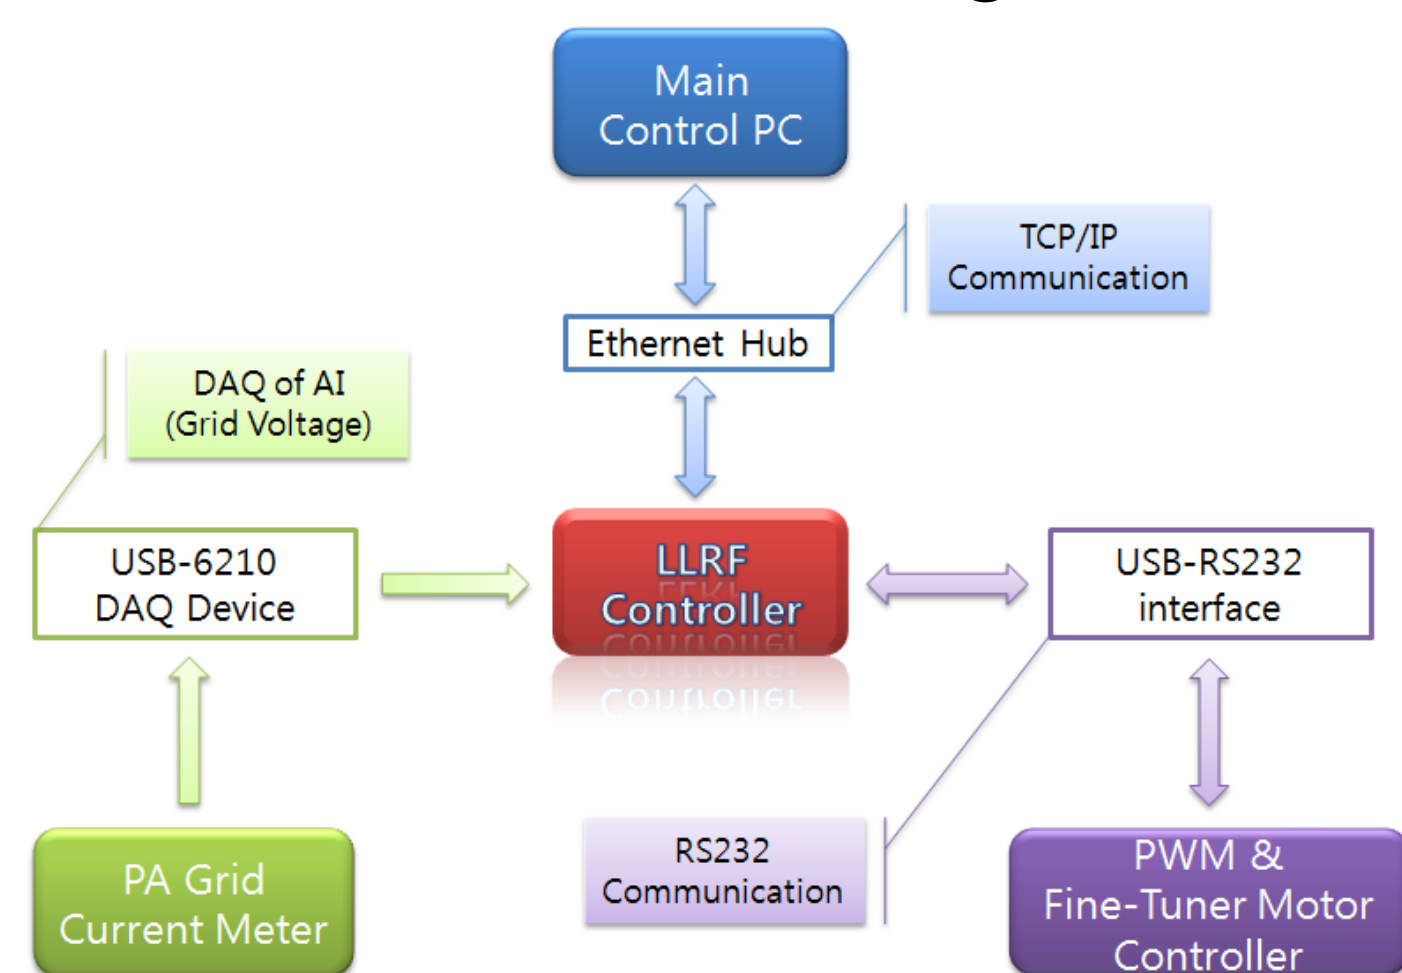 Main
Control PC
TCP/IP
Communication
Ethernet Hub
DAQ of AI
(Grid Voltage)
USB-6210
DAQ Device
LLRF
Controller
USB-RS232
interface
RS232
Communication
PA Grid
Current Meter
PWM &
Fine-Tuner Motor
Controller